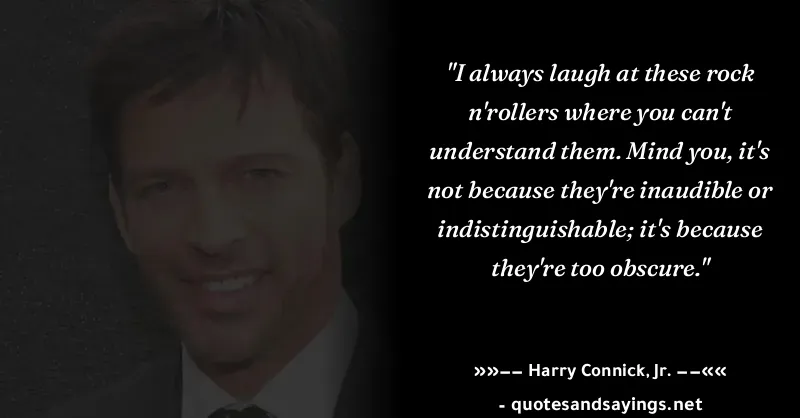 "I always laugh at these rock
n'rollers where you can't
understand them. Mind you, it's
not because they're inaudible or
indistinguishable; it's because
they're too obscure."
»»−− Harry Connick, Jr. −−««
- quotesandsayings.net